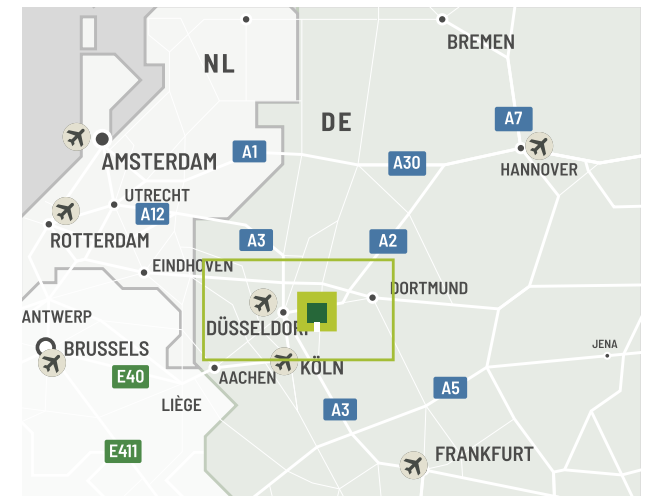 BREMEN
NL
DE
A7
AMSTERDAM
A1
A30
HANNOVER
UTRECHT
A12
ROTTERDAM
A3
A2
EINDHOVEN
DORTMUND
ANTWERP
DÜSSELDORF
JENA
BRUSSELS
E40
AACHEN
KÖLN
A5
LIÈGE
A3
E411
FRANKFURT